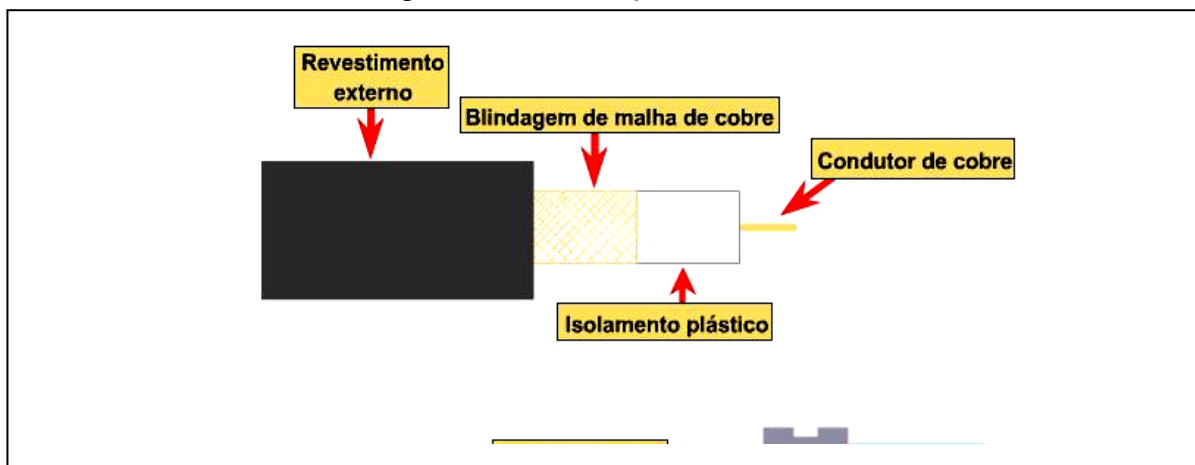 Revestimento
externo
Blindagem de malha de cobre
Condutor de cobre
Isolamento plástico